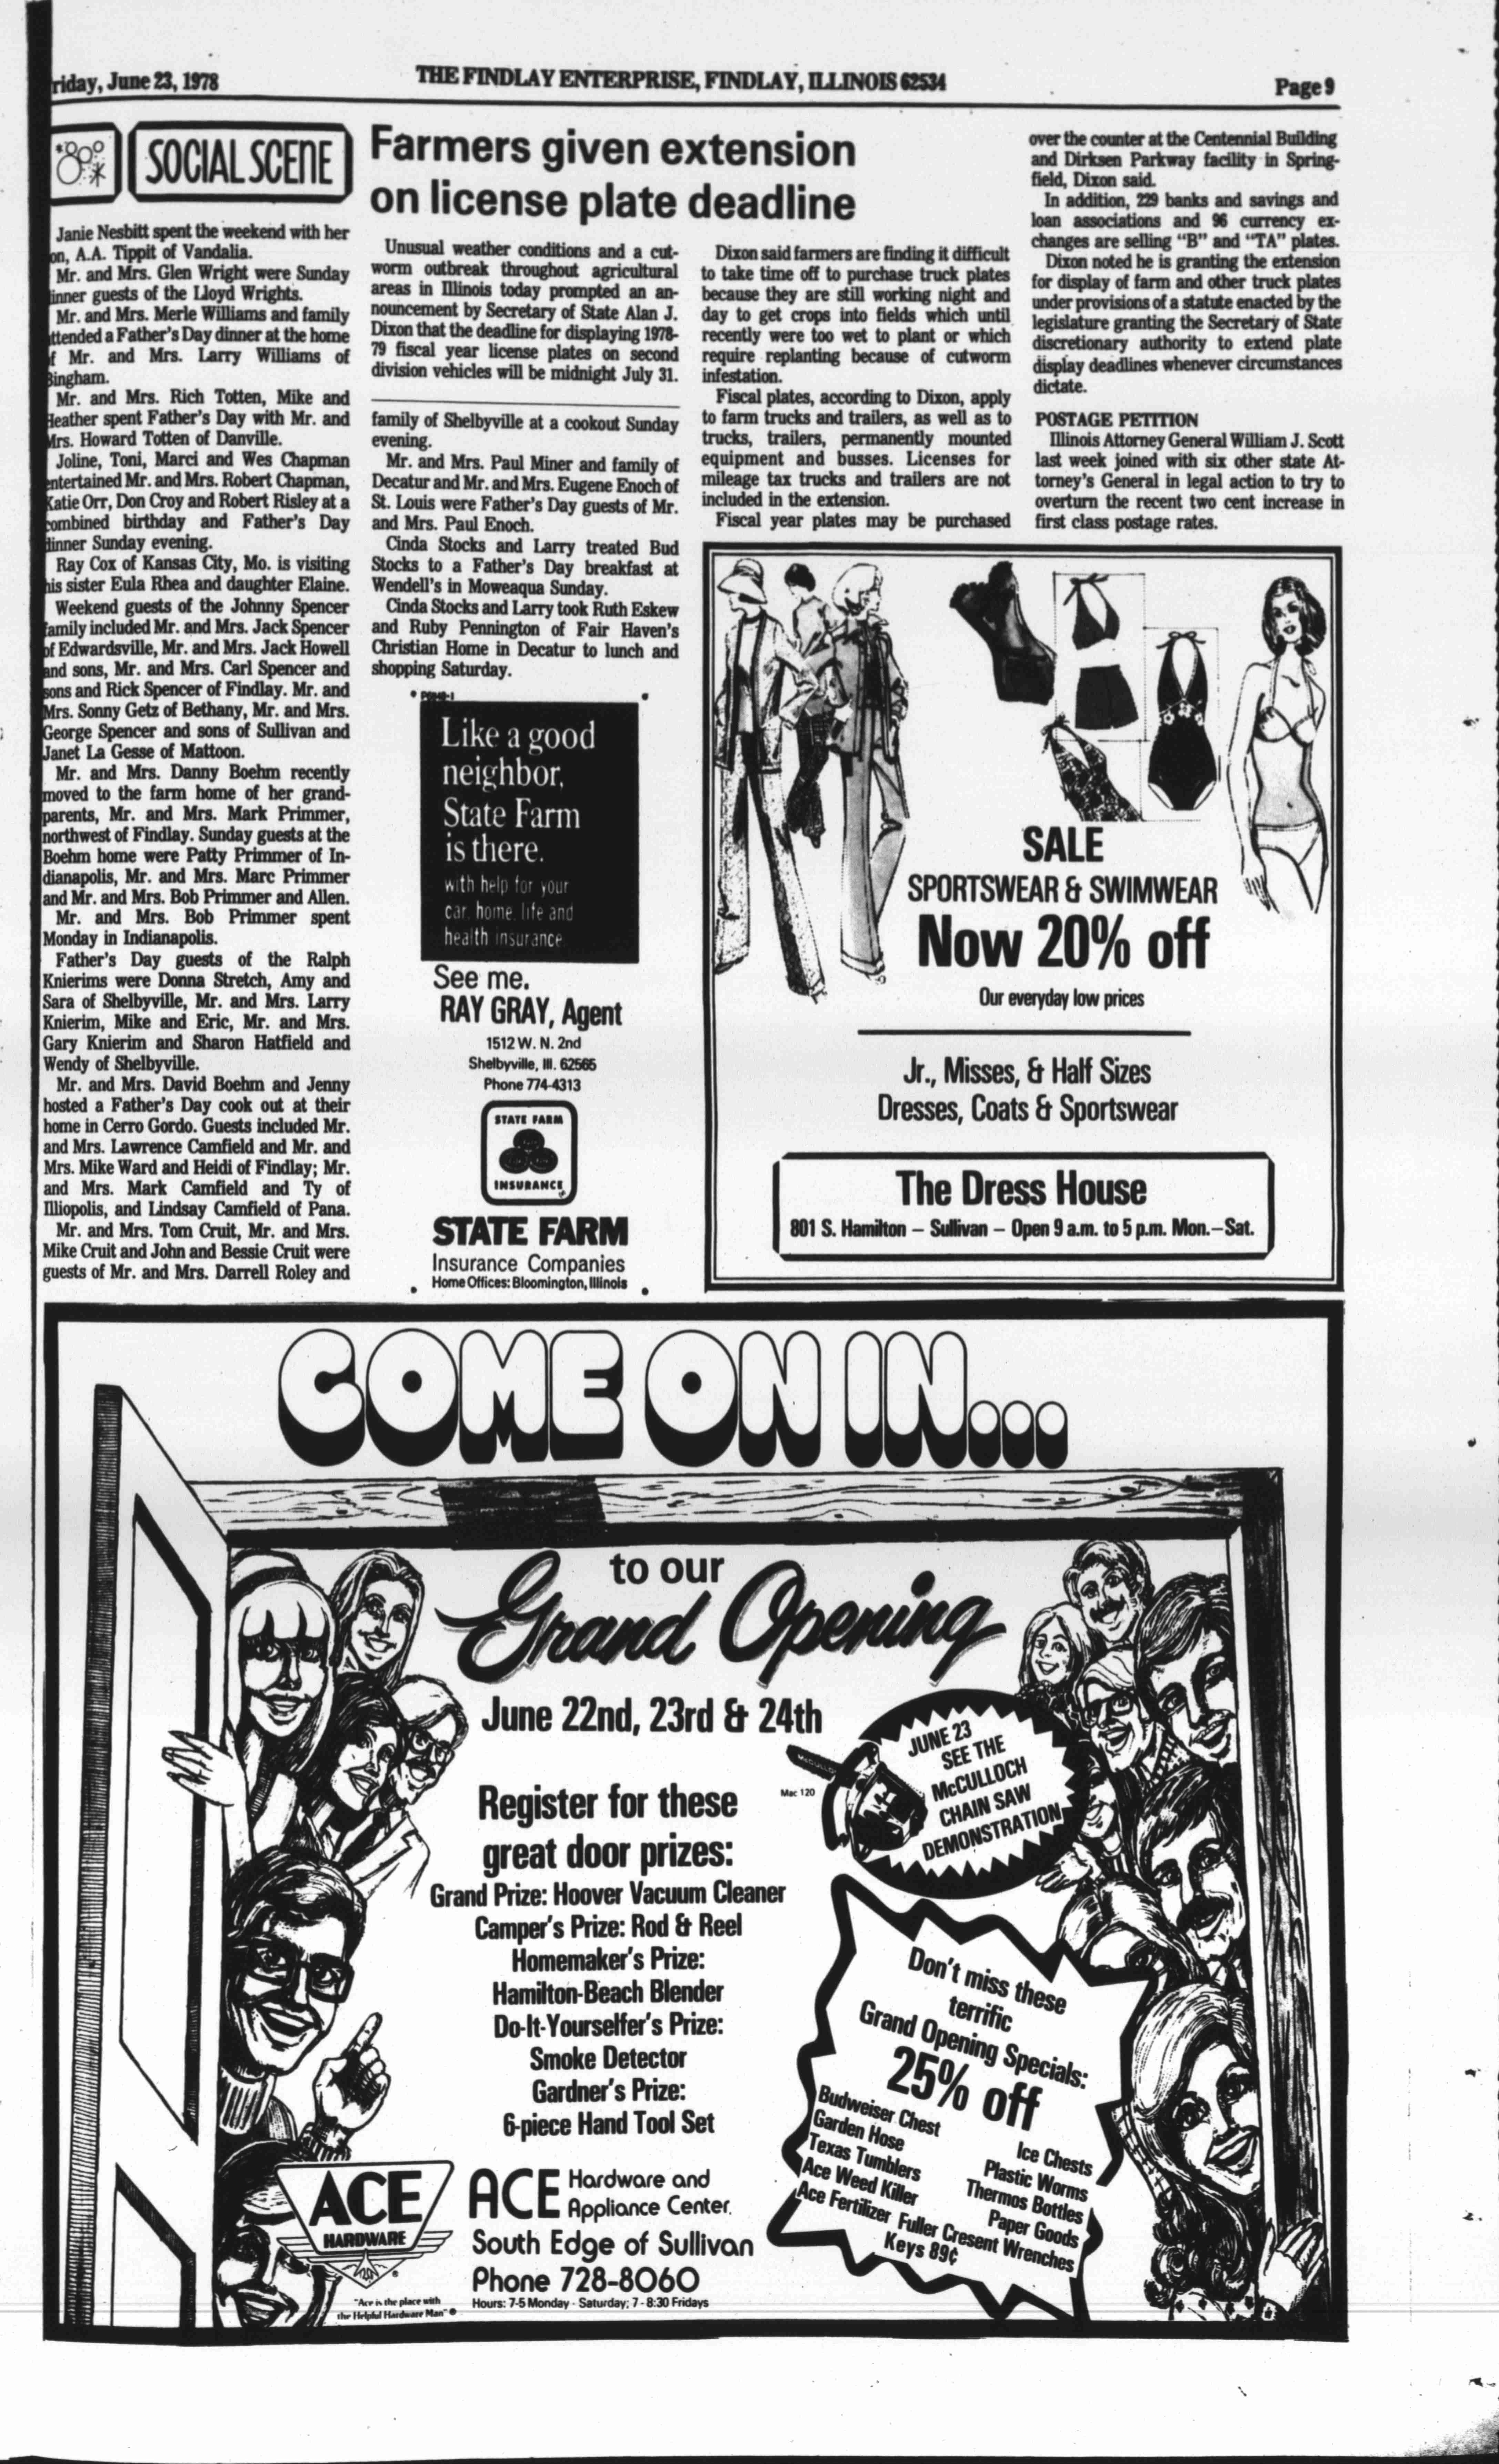 riday, June 23, 1978
THE FINDLAY ENTERPRISE, FINDLAY, ILLINOIS 62534
Page 9
SOCIAL SCENE
Janie Nesbitt spent the weekend with her
on, A.A. Tippit of Vandalia.
Mr. and Mrs. Glen Wright were Sunday
inner guests of the Lloyd Wrights.
Mr. and Mrs. Merle Williams and family
ttended a Father's Day dinner at the home
f Mr. and Mrs. Larry Williams of
Bingham.
Mr. and Mrs. Rich Totten, Mike and
Heather spent Father's Day with Mr. and
Mrs. Howard Totten of Danville.
Joline, Toni, Marci and Wes Chapman
entertained Mr. and Mrs. Robert Chapman,
Katie Orr, Don Croy and Robert Risley at a
combined birthday and Father's Day
dinner Sunday evening.
Ray Cox of Kansas City, Mo. is visiting
his sister Eula Rhea and daughter Elaine.
Weekend guests of the Johnny Spencer
family included Mr. and Mrs. Jack Spencer
of Edwardsville, Mr. and Mrs. Jack Howell
and sons, Mr. and Mrs. Carl Spencer and
sons and Rick Spencer of Findlay. Mr. and
Mrs. Sonny Getz of Bethany, Mr. and Mrs.
George Spencer and sons of Sullivan and
Janet La Gesse of Mattoon.
Mr. and Mrs. Danny Boehm recently
moved to the farm home of her grand-
parents, Mr. and Mrs. Mark Primmer,
northwest of Findlay. Sunday guests at the
Boehm home were Patty Primmer of In-
dianapolis, Mr. and Mrs. Marc Primmer
and Mr. and Mrs. Bob Primmer and Allen.
Mr. and Mrs. Bob Primmer spent
Monday in Indianapolis.
Father's Day guests of the Ralph
Knierims were Donna Stretch, Amy and
Sara of Shelbyville, Mr. and Mrs. Larry
Knierim, Mike and Eric, Mr. and Mrs.
Gary Knierim and Sharon Hatfield and
Wendy of Shelbyville.
Mr. and Mrs. David Boehm and Jenny
hosted a Father's Day cook out at their
home in Cerro Gordo. Guests included Mr.
and Mrs. Lawrence Camfield and Mr. and
Mrs. Mike Ward and Heidi of Findlay; Mr.
and Mrs. Mark Camfield and Ty of
Illiopolis, and Lindsay Camfield of Pana.
Mr. and Mrs. Tom Cruit, Mr. and Mrs.
Mike Cruit and John and Bessie Cruit were
guests of Mr. and Mrs. Darrell Roley and
family of Shelbyville at a cookout Sunday
evening.
Mr. and Mrs. Paul Miner and family of
Decatur and Mr. and Mrs. Eugene Enoch of
St. Louis were Father's Day guests of Mr.
and Mrs. Paul Enoch.
Cinda Stocks and Larry treated Bud
Stocks to a Father's Day breakfast at
Wendell's in Moweaqua Sunday.
Cinda Stocks and Larry took Ruth Eskew
and Ruby Pennington of Fair Haven's
Christian Home in Decatur to lunch and
shopping Saturday.
Farmers given extension
on license plate deadline
Unusual weather conditions and a cut-
worm outbreak throughout agricultural
areas in Illinois today prompted an an-
nouncement by Secretary of State Alan J.
Dixon that the deadline for displaying 1978-
79 fiscal year license plates on second
division vehicles will be midnight July 31.
Dixon said farmers are finding it difficult
to take time off to purchase truck plates
because they are still working night and
day to get crops into fields which until
recently were too wet to plant or which
require replanting because of cutworm
infestation.
Fiscal plates, according to Dixon, apply
to farm trucks and trailers, as well as to
trucks, trailers, permanently mounted
equipment and busses. Licenses for
mileage tax trucks and trailers are not
included in the extension.
Fiscal year plates may be purchased
over the counter at the Centennial Building
and Dirksen Parkway facility in Spring-
field, Dixon said.
In addition, 229 banks and savings and
loan associations and 96 currency ex-
changes are selling "B" and "TA" plates.
Dixon noted he is granting the extension
for display of farm and other truck plates
under provisions of a statute enacted by the
legislature granting the Secretary of State
discretionary authority to extend plate
display deadlines whenever circumstances
dictate.
POSTAGE PETITION
Illinois Attorney General William J. Scott
last week joined with six other state At-
torney's General in legal action to try to
overturn the recent two cent increase in
first class postage rates.
Like a good
neighbor,
State Farm
is there.
with help for your
car, home, life and
health insurance.
See me.
RAY GRAY, Agent
1512 W. N. 2nd
Shelbyville, Ill. 62565
Phone 774-4313
STATE FARM
INSURANCE
STATE FARM
Insurance Companies
Home Offices: Bloomington, Illinois
SALE
SPORTSWEAR & SWIMWEAR
Now 20% off
Our everyday low prices
Jr., Misses, & Half Sizes
Dresses, Coats & Sportswear
The Dress House
801 S. Hamilton – Sullivan – Open 9 a.m. to 5 p.m. Mon.–Sat.
COME ON IN...
to our
Grand Opening
June 22nd, 23rd & 24th
Register for these
great door prizes:
Grand Prize: Hoover Vacuum Cleaner
Camper's Prize: Rod & Reel
Homemaker's Prize:
Hamilton-Beach Blender
Do-It-Yourselfer's Prize:
Smoke Detector
Gardner's Prize:
6-piece Hand Tool Set
Mac 120
JUNE 23
SEE THE
McCULLOCH
CHAIN SAW
DEMONSTRATION
Don't miss these
terrific
Grand Opening Specials:
25% off
Budweiser Chest
Garden Hose
Texas Tumblers
Ace Weed Killer
Ace Fertilizer
Ice Chests
Plastic Worms
Thermos Bottles
Paper Goods
Fuller Cresent Wrenches
Keys 89¢
ACE
HARDWARE
"Ace is the place with
the Helpful Hardware Man" ®
ACE Hardware and
Appliance Center.
South Edge of Sullivan
Phone 728-8060
Hours: 7-5 Monday - Saturday; 7 - 8:30 Fridays